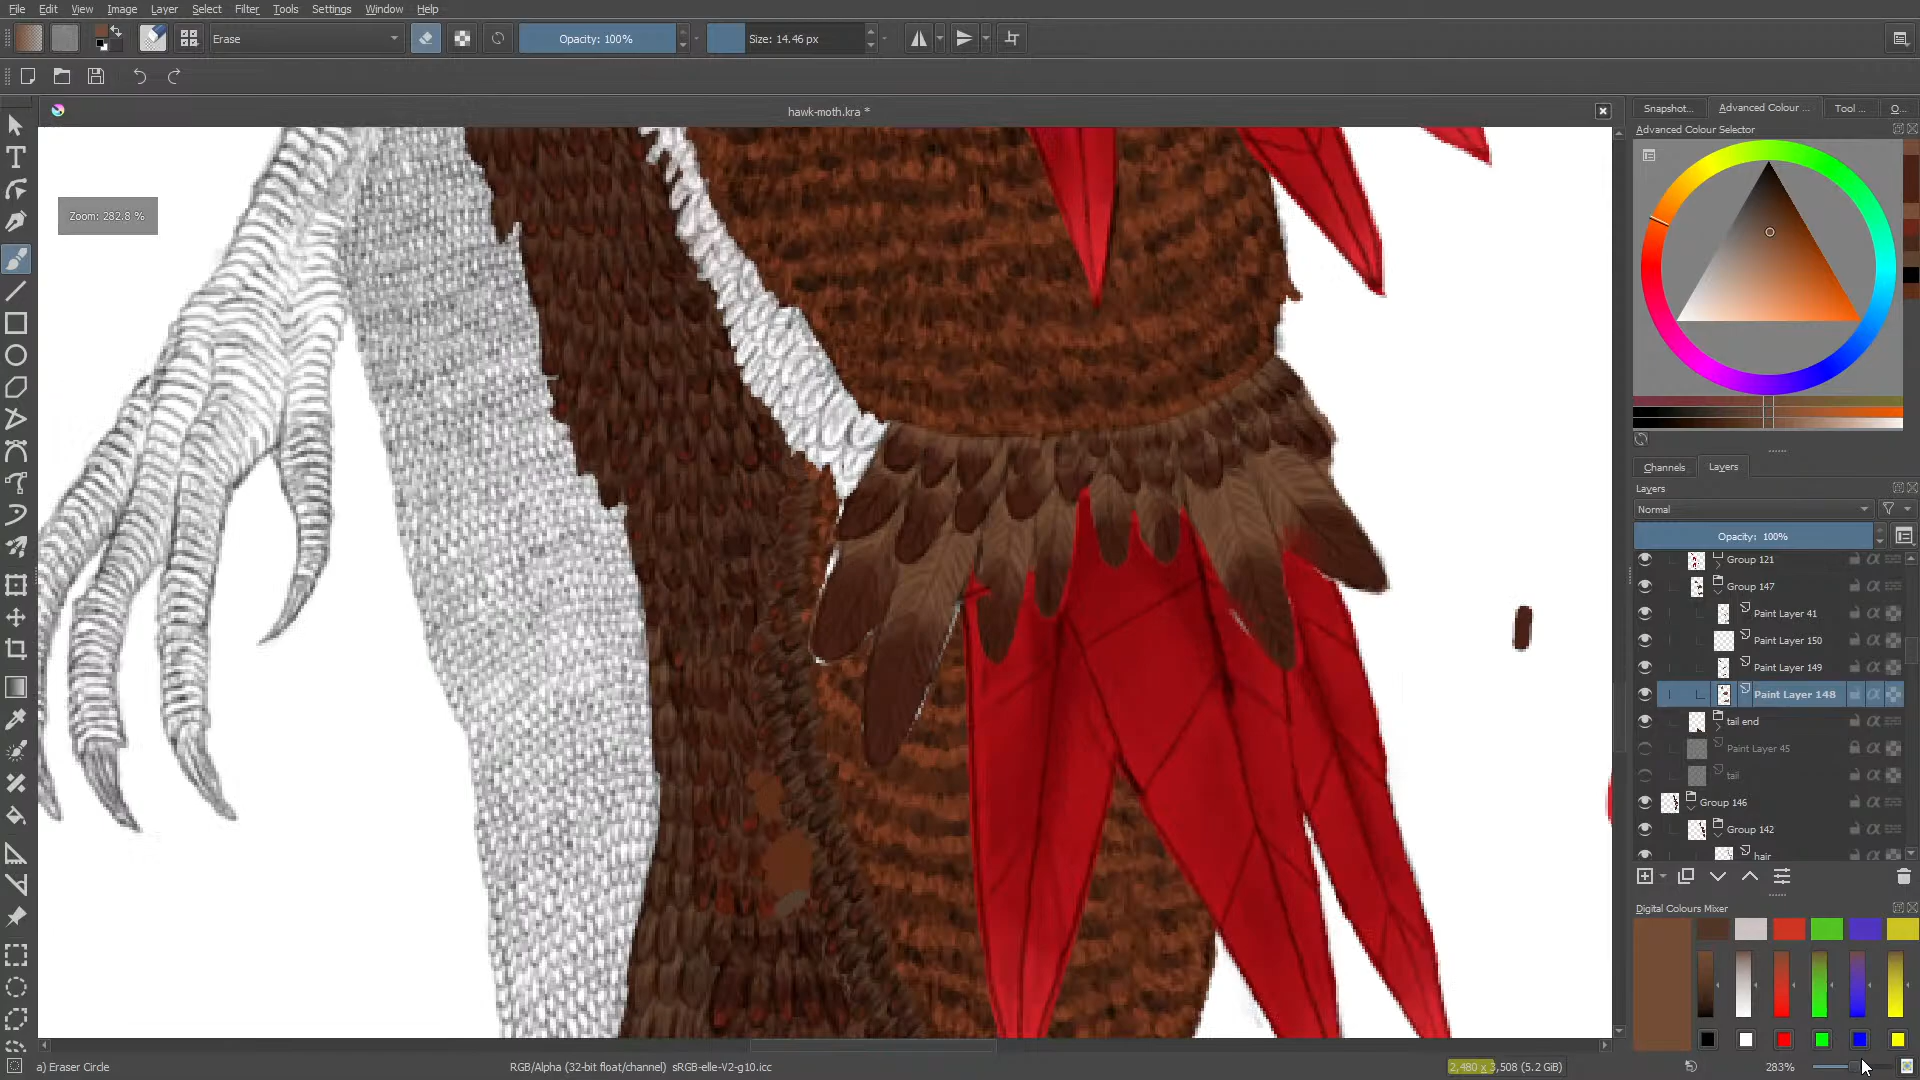 File Edit View Image Layer Select Filter Tools Settings Window Help
Erase Opacity: 100% Size: 14.46 px
hawk-moth.kra *
Snapshot... Advanced Colour ... Tool ... O...
Advanced Colour Selector
Zoom: 282.8 %
Channels Layers
Layers
Normal
Opacity: 100%
Group 121
Group 147
Paint Layer 41
Paint Layer 150
Paint Layer 149
Paint Layer 148
tail end
Paint Layer 45
tail
Group 146
Group 142
hair
Digital Colours Mixer
a) Eraser Circle RGB/Alpha (32-bit float/channel) sRGB-elle-V2-g10.icc 2,480 x 3,508 (5.2 GiB) 283%